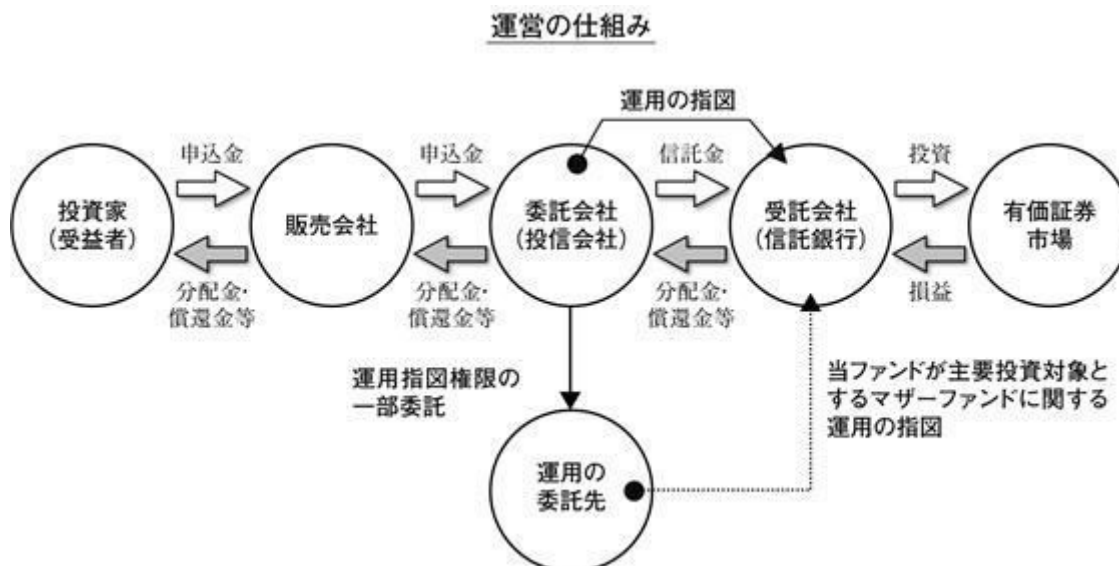 運営の仕組み
運用の指図
申込金
申込金
信託金
投資
投資家
(受益者)
販売会社
委託会社
(投信会社)
受託会社
(信託銀行)
有価証券
市場
分配金・
償還金等
分配金・
償還金等
分配金・
償還金等
損益
運用指図権限の
一部委託
当ファンドが主要投資対象と
するマザーファンドに関する
運用の指図
運用の
委託先